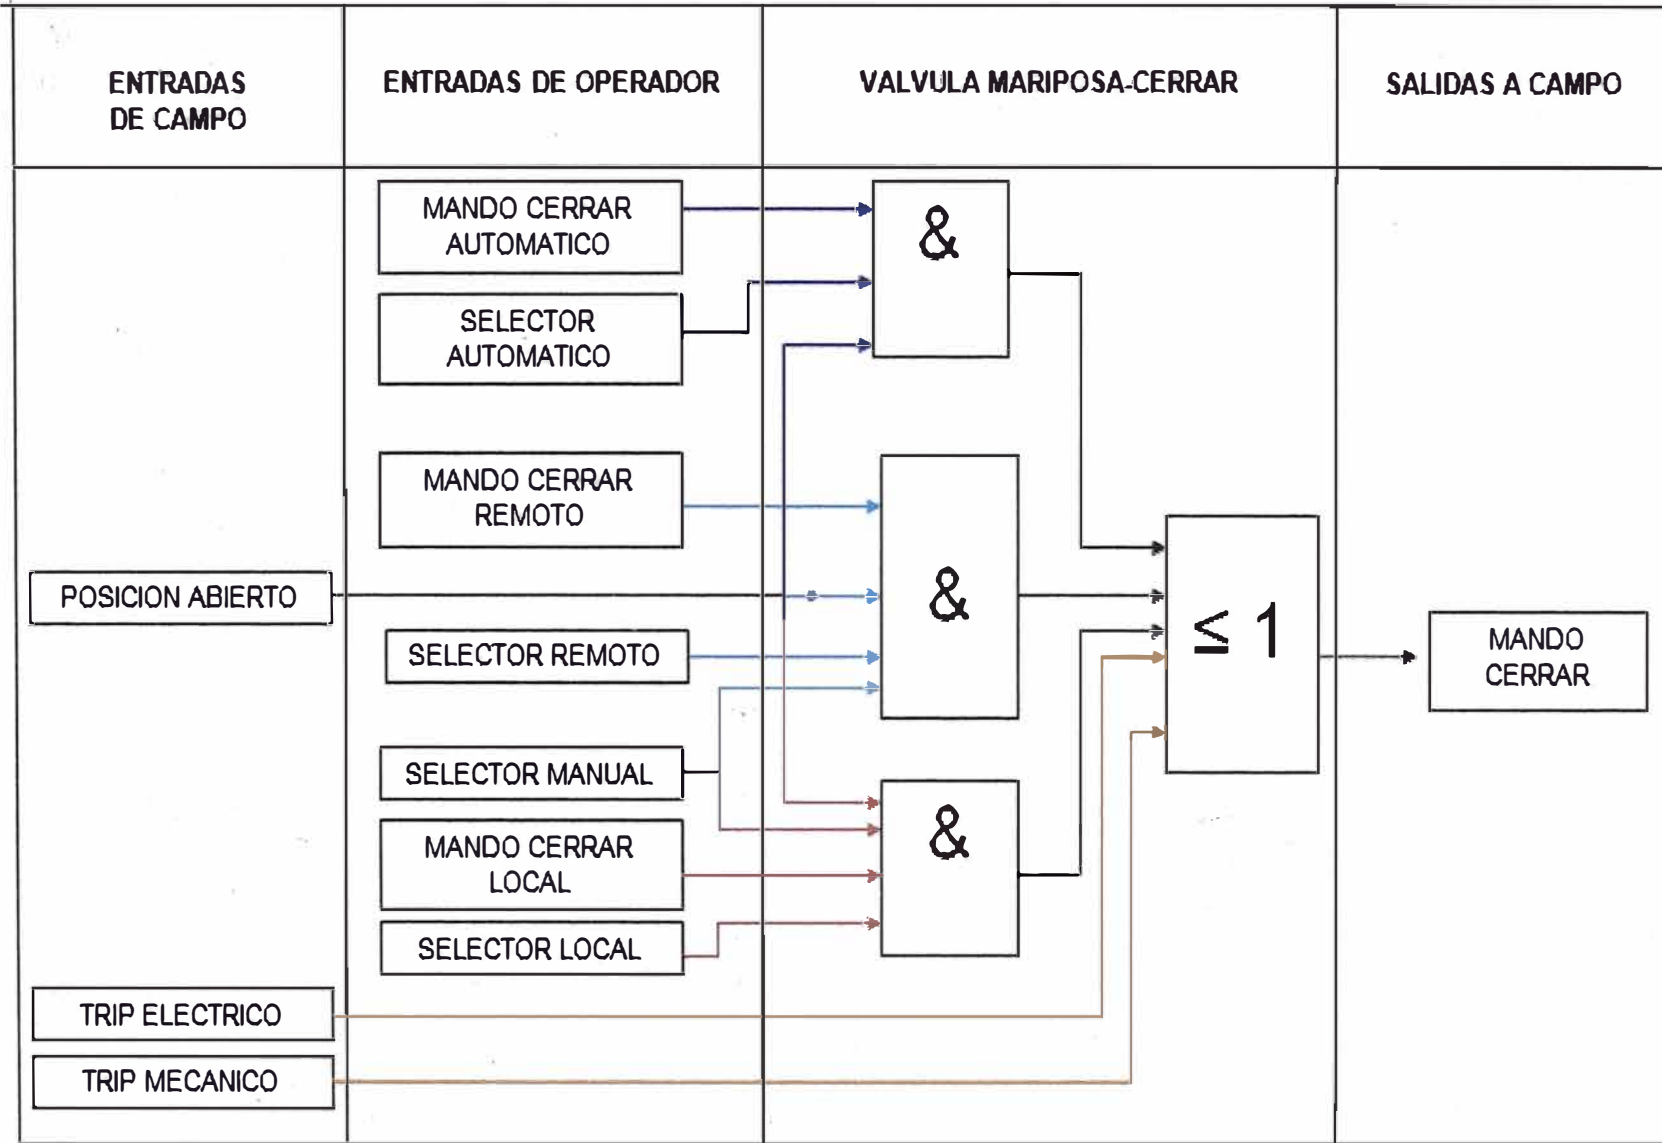 ENTRADAS
DE CAMPO
ENTRADAS DE OPERADOR
VALVULA MARIPOSA-CERRAR
SALIDAS A CAMPO
MANDO CERRAR
AUTOMATICO
&
SELECTOR
AUTOMATICO
MANDO CERRAR
REMOTO
POSICION ABIERTO
&
≤ 1
SELECTOR REMOTO
MANDO
CERRAR
SELECTOR MANUAL
MANDO CERRAR
LOCAL
&
SELECTOR LOCAL
TRIP ELECTRICO
TRIP MECANICO